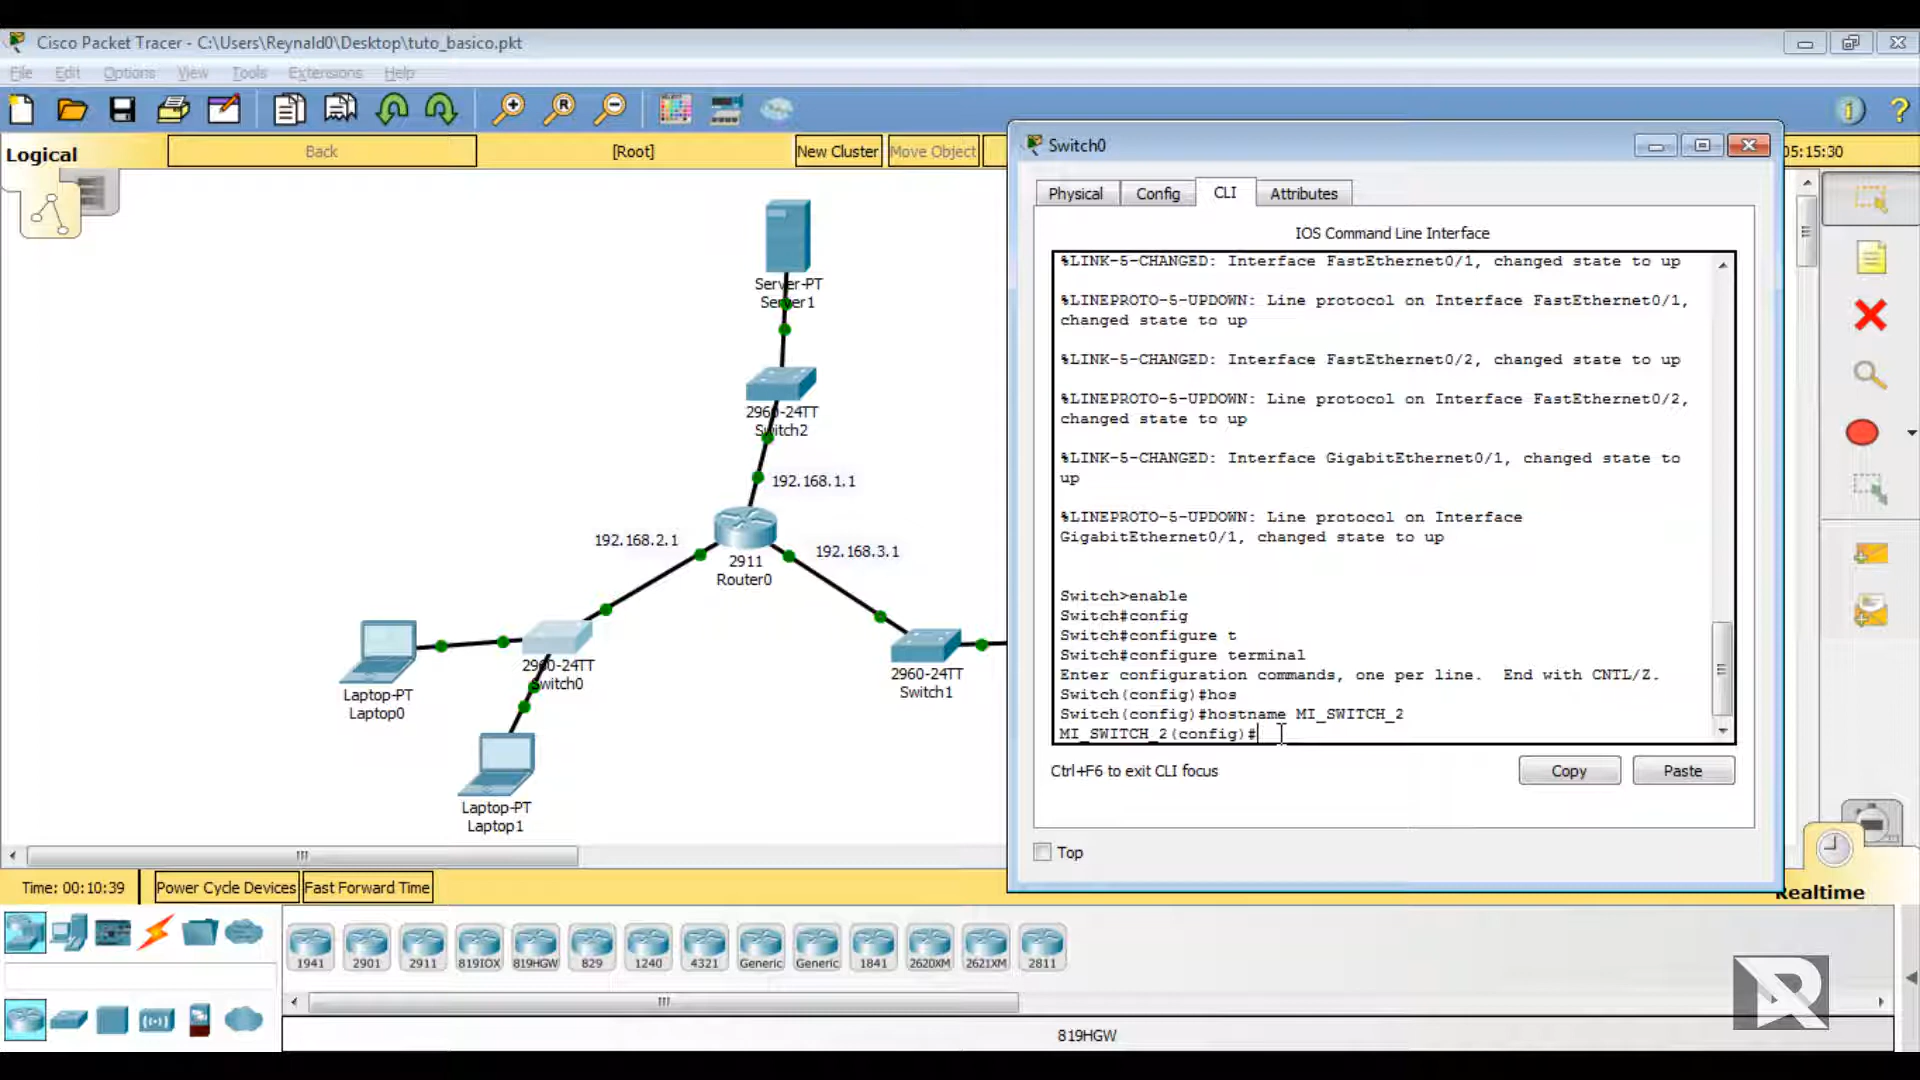 Cisco Packet Tracer - C:\Users\Reynald0\Desktop\tuto_basico.pkt
File Edit Options View Tools Extensions Help
Logical
Back
[Root]
New Cluster
Move Object
05:15:30
Server-PT
Server1
2960-24TT
Switch2
192.168.1.1
192.168.2.1
192.168.3.1
2911
Router0
2960-24TT
Switch0
2960-24TT
Switch1
Laptop-PT
Laptop0
Laptop-PT
Laptop1
Switch0
Physical
Config
CLI
Attributes
IOS Command Line Interface
%LINK-5-CHANGED: Interface FastEthernet0/1, changed state to up
%LINEPROTO-5-UPDOWN: Line protocol on Interface FastEthernet0/1,
changed state to up
%LINK-5-CHANGED: Interface FastEthernet0/2, changed state to up
%LINEPROTO-5-UPDOWN: Line protocol on Interface FastEthernet0/2,
changed state to up
%LINK-5-CHANGED: Interface GigabitEthernet0/1, changed state to
up
%LINEPROTO-5-UPDOWN: Line protocol on Interface
GigabitEthernet0/1, changed state to up
Switch>enable
Switch#config
Switch#configure t
Switch#configure terminal
Enter configuration commands, one per line.  End with CNTL/Z.
Switch(config)#hos
Switch(config)#hostname MI_SWITCH_2
MI_SWITCH_2(config)#
Ctrl+F6 to exit CLI focus
Copy
Paste
Top
Time: 00:10:39
Power Cycle Devices
Fast Forward Time
Realtime
1941
2901
2911
819IOX
819HGW
829
1240
4321
Generic
Generic
1841
2620XM
2621XM
2811
819HGW